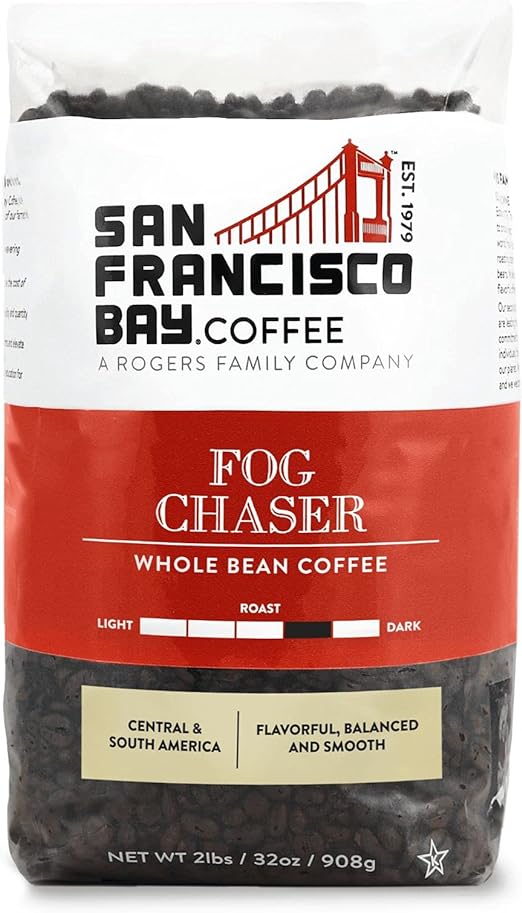 SAN
FRANCISCO
BAY.COFFEE
EST. 1979
™
A ROGERS FAMILY COMPANY
FOG
CHASER
WHOLE BEAN COFFEE
ROAST
LIGHT DARK
CENTRAL &
SOUTH AMERICA
FLAVORFUL, BALANCED
AND SMOOTH
NET WT 2lbs / 32oz / 908g
K